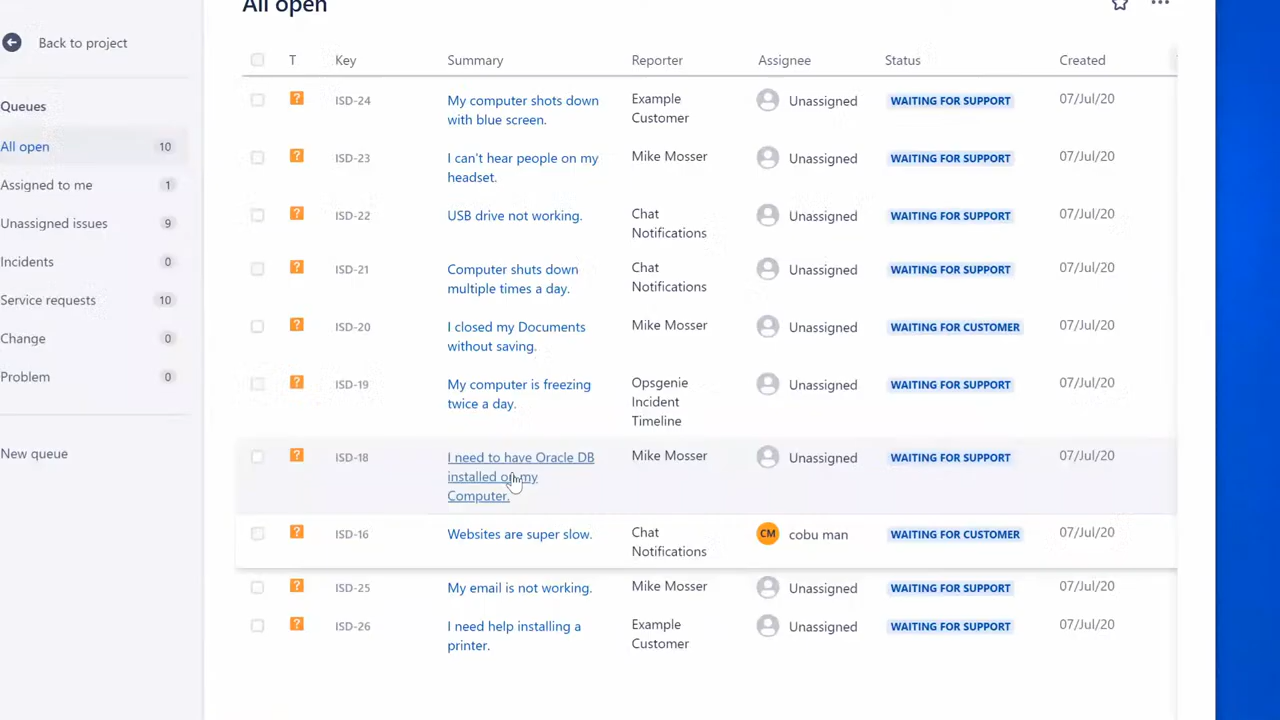 All open
Back to project
T Key Summary Reporter Assignee Status Created
Queues
All open 10
Assigned to me 1
Unassigned issues 9
Incidents 0
Service requests 10
Change 0
Problem 0
New queue
? ISD-24 My computer shots down Example Unassigned WAITING FOR SUPPORT 07/Jul/20
with blue screen. Customer
? ISD-23 I can't hear people on my Mike Mosser Unassigned WAITING FOR SUPPORT 07/Jul/20
headset.
? ISD-22 USB drive not working. Chat Unassigned WAITING FOR SUPPORT 07/Jul/20
Notifications
? ISD-21 Computer shuts down Chat Unassigned WAITING FOR SUPPORT 07/Jul/20
multiple times a day. Notifications
? ISD-20 I closed my Documents Mike Mosser Unassigned WAITING FOR CUSTOMER 07/Jul/20
without saving.
? ISD-19 My computer is freezing Opsgenie Unassigned WAITING FOR SUPPORT 07/Jul/20
twice a day. Incident
Timeline
? ISD-18 I need to have Oracle DB Mike Mosser Unassigned WAITING FOR SUPPORT 07/Jul/20
installed on my
Computer.
? ISD-16 Websites are super slow. Chat CM cobu man WAITING FOR CUSTOMER 07/Jul/20
Notifications
? ISD-25 My email is not working. Mike Mosser Unassigned WAITING FOR SUPPORT 07/Jul/20
? ISD-26 I need help installing a Example Unassigned WAITING FOR SUPPORT 07/Jul/20
printer. Customer